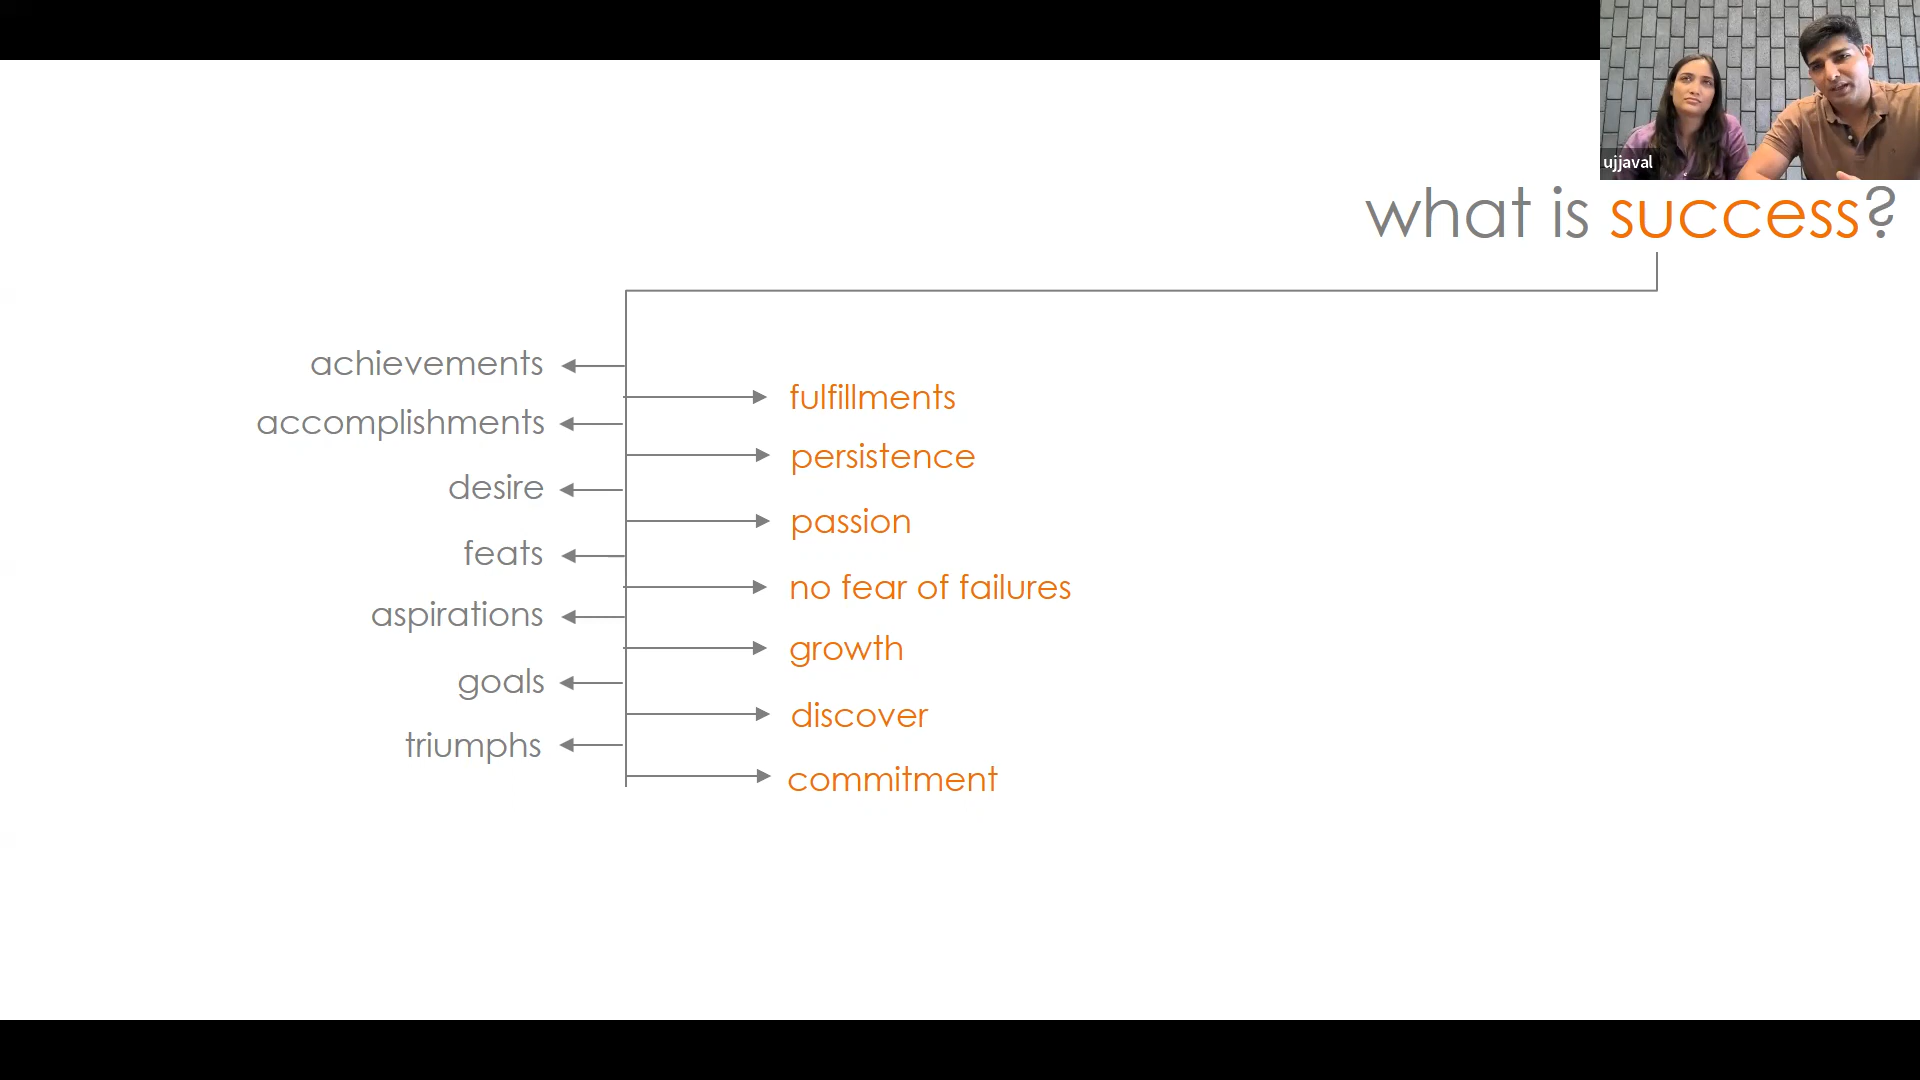 ujjaval
what is success?
achievements
fulfillments
accomplishments
persistence
desire
passion
feats
no fear of failures
aspirations
growth
goals
discover
triumphs
commitment